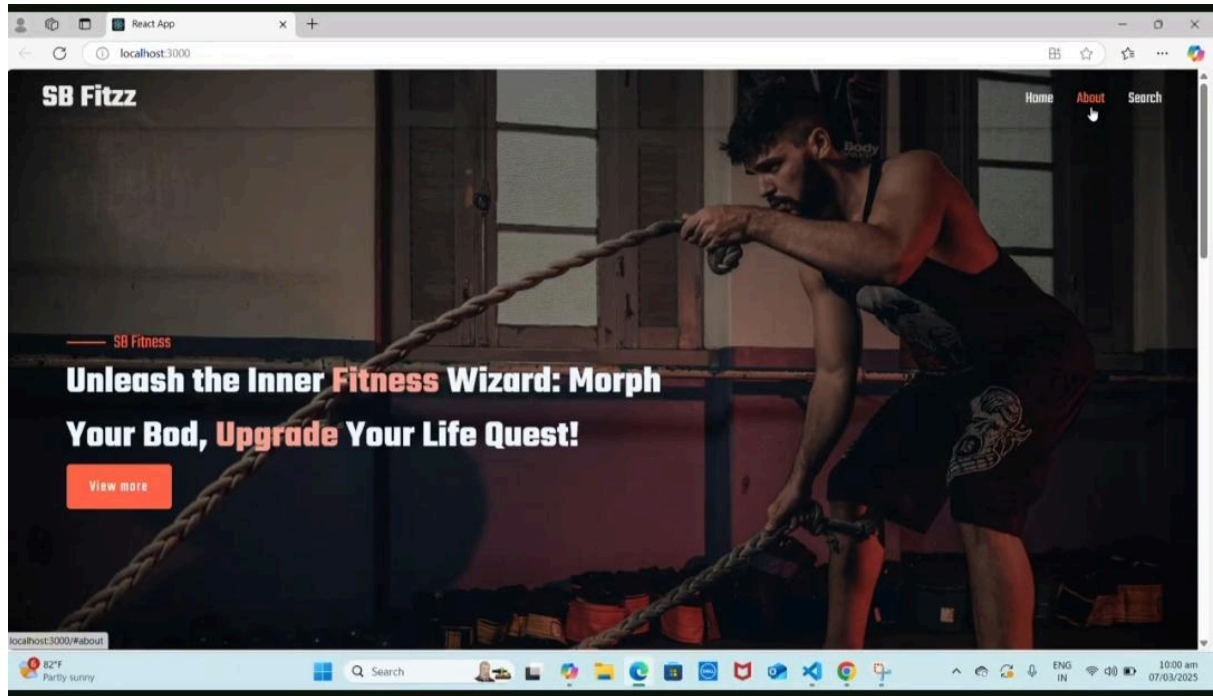 React App
localhost:3000
SB Fitzz
Home About Search
Body
SB Fitness
Unleash the Inner Fitness Wizard: Morph
Your Bod, Upgrade Your Life Quest!
View more
localhost:3000/#about
6
82°F
Partly sunny
Search
ENG
IN
10:00 am
07/03/2025